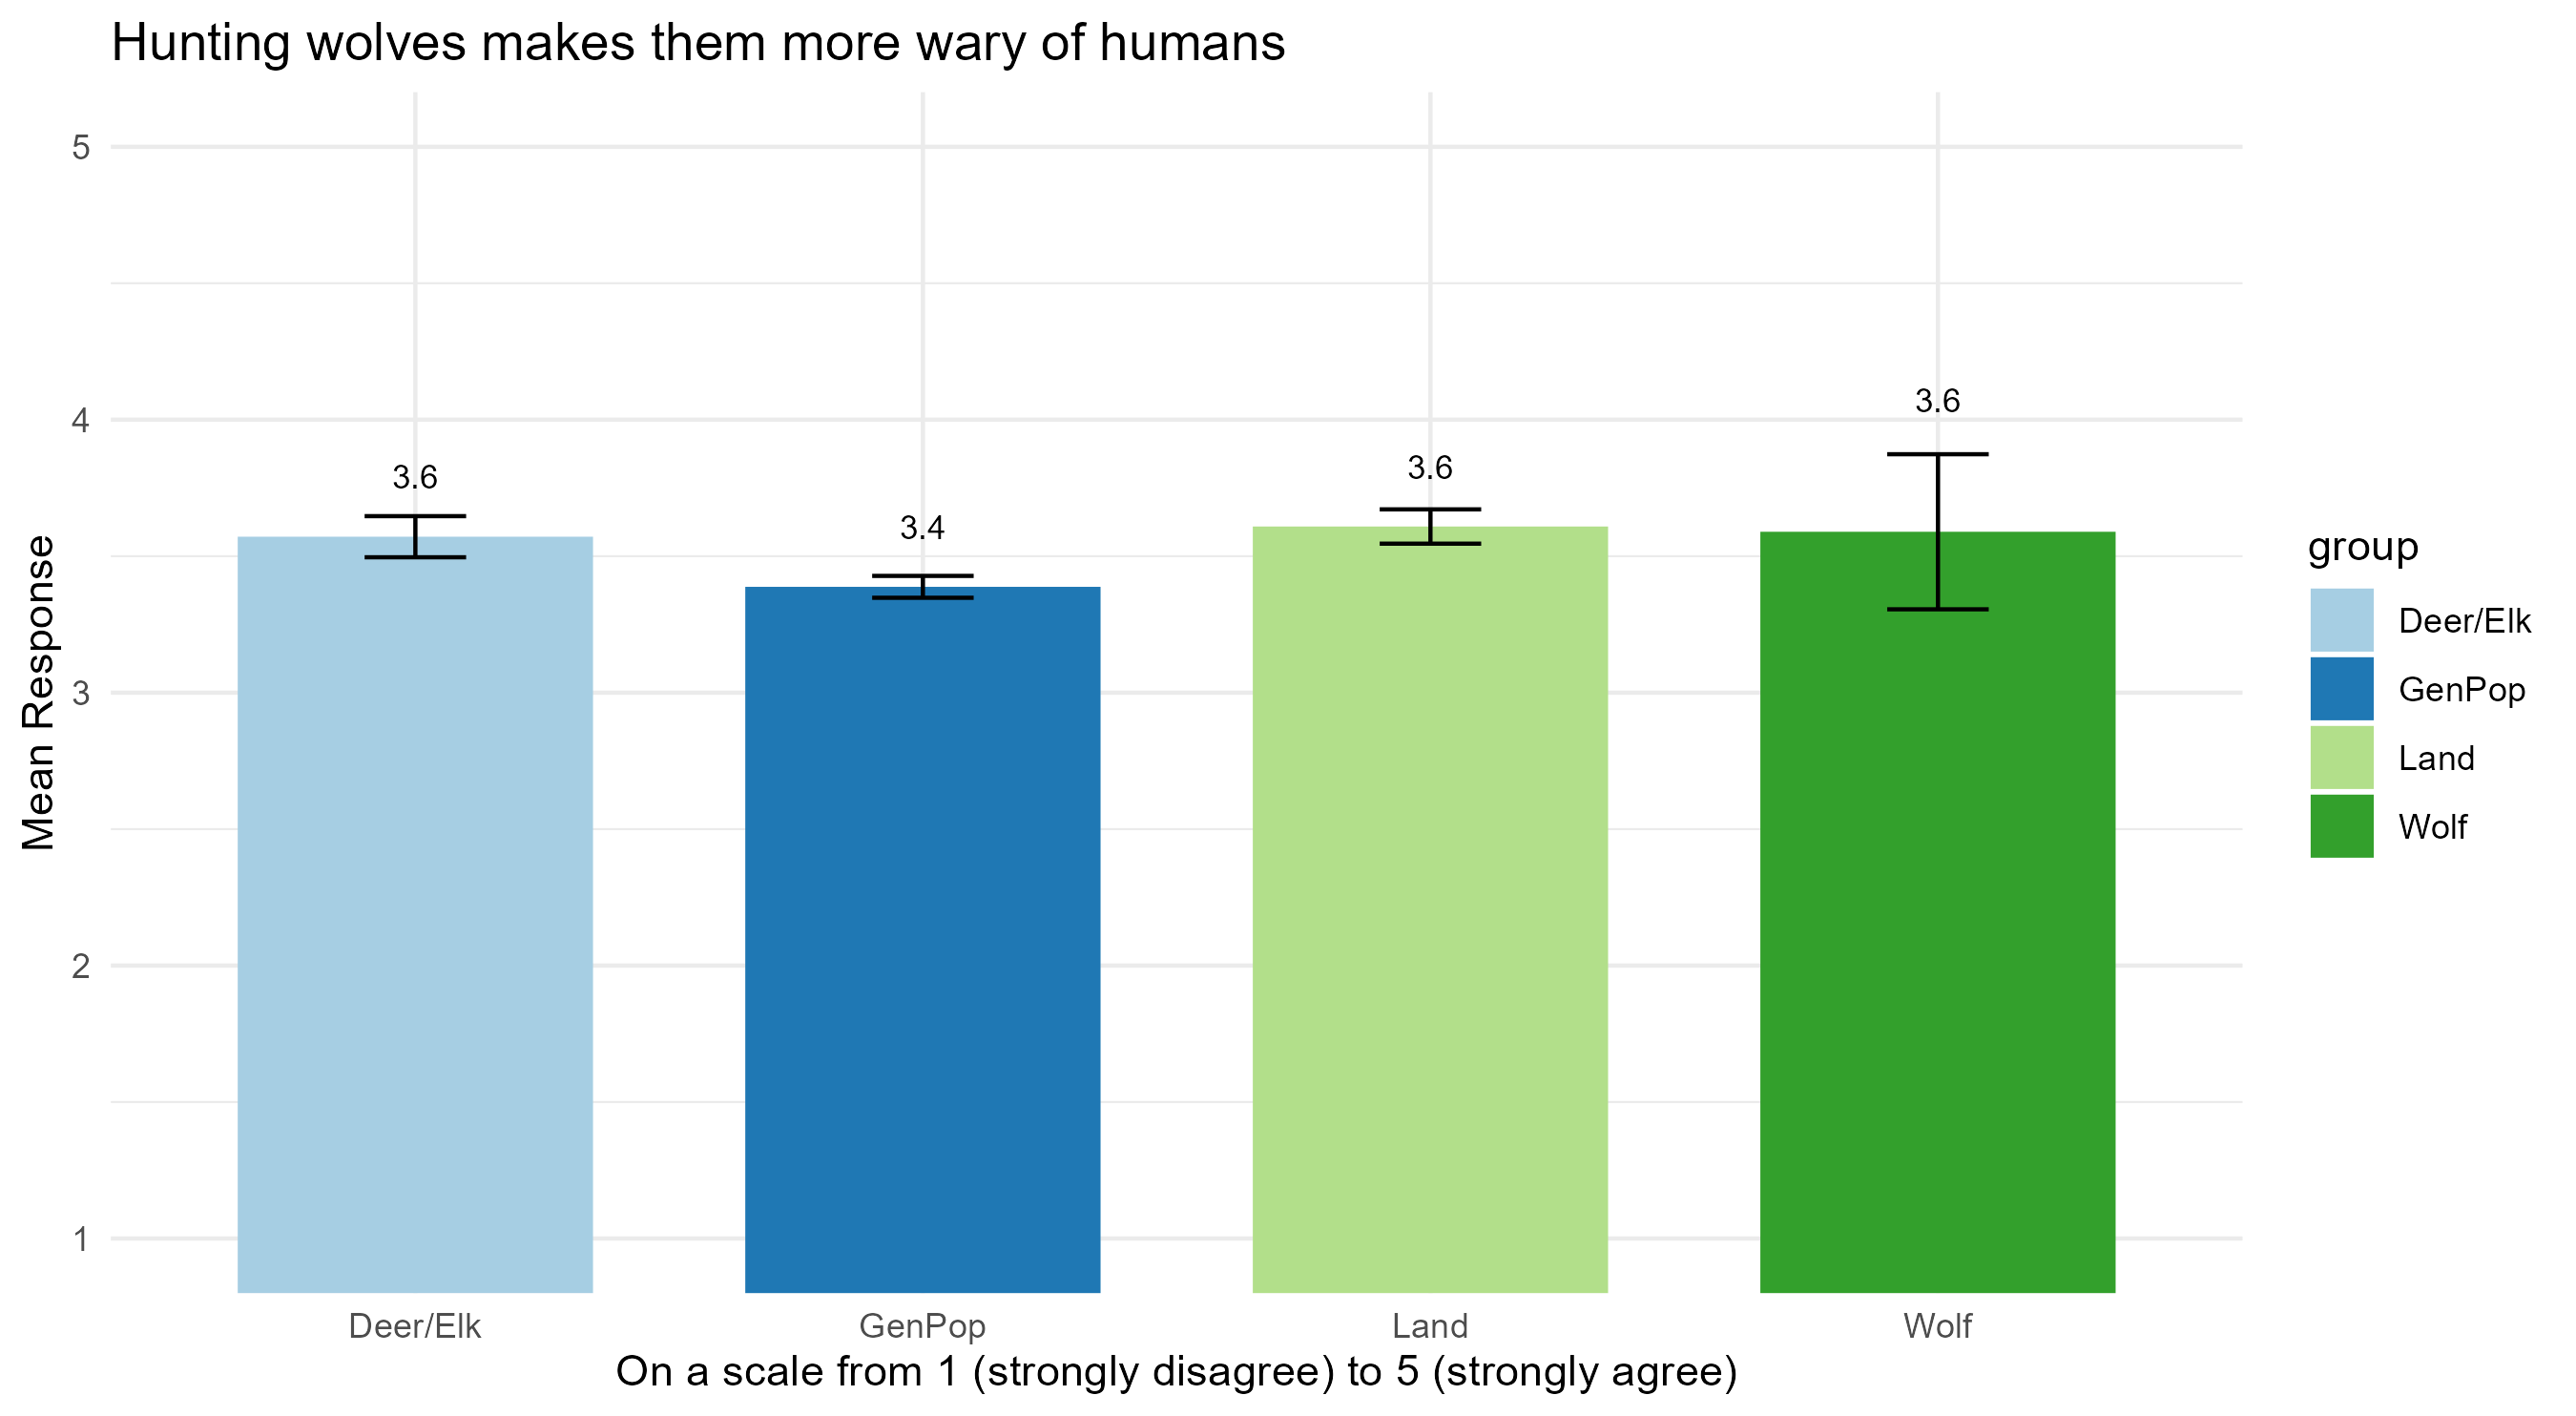 Hunting wolves makes them more wary of humans
5
4
3
2
1
Mean Response
3.6
3.4
3.6
3.6
Deer/Elk
GenPop
Land
Wolf
On a scale from 1 (strongly disagree) to 5 (strongly agree)
group
Deer/Elk
GenPop
Land
Wolf